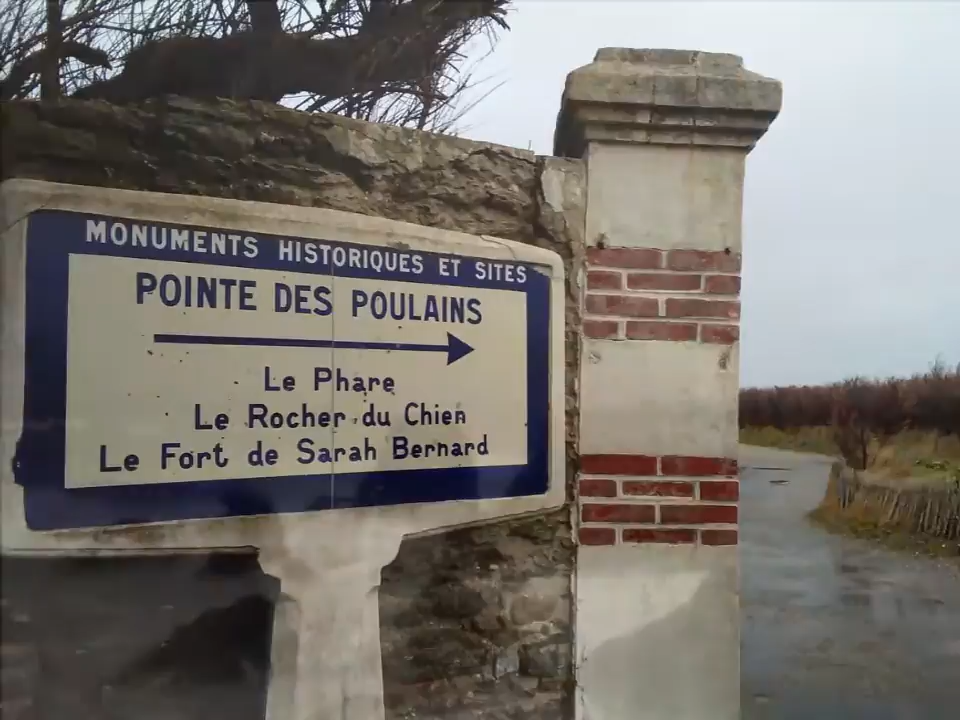 MONUMENTS HISTORIQUES ET SITES
POINTE DES POULAINS
Le Phare
Le Rocher du Chien
Le Fort de Sarah Bernard